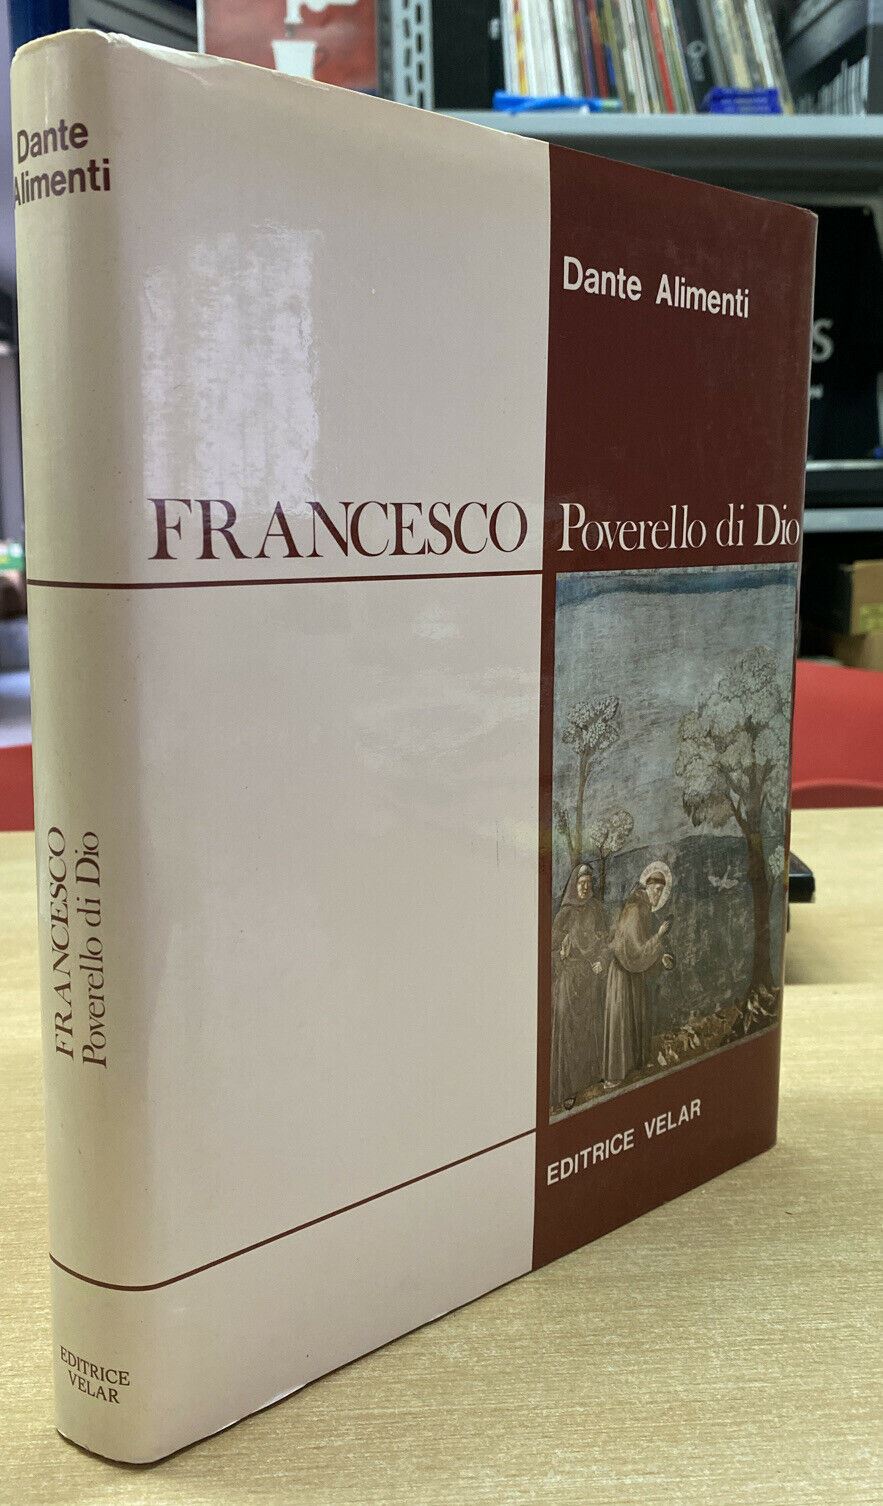 Dante
Alimenti
FRANCESCO
Poverello di Dio
EDITRICE
VELAR
Dante Alimenti
FRANCESCO Poverello di Dio
EDITRICE VELAR